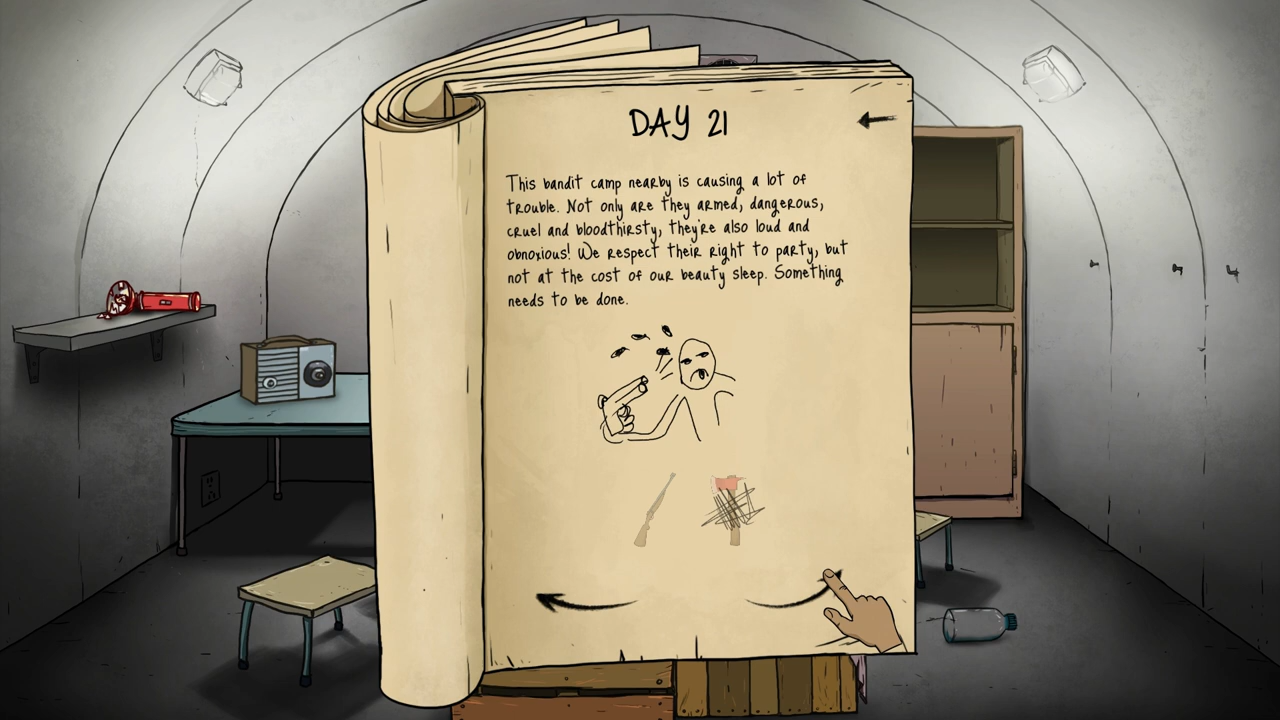 DAY 21
This bandit camp nearby is causing a lot of
trouble. Not only are they armed, dangerous,
cruel and bloodthirsty, they're also loud and
obnoxious! We respect their right to party, but
not at the cost of our beauty sleep. Something
needs to be done.